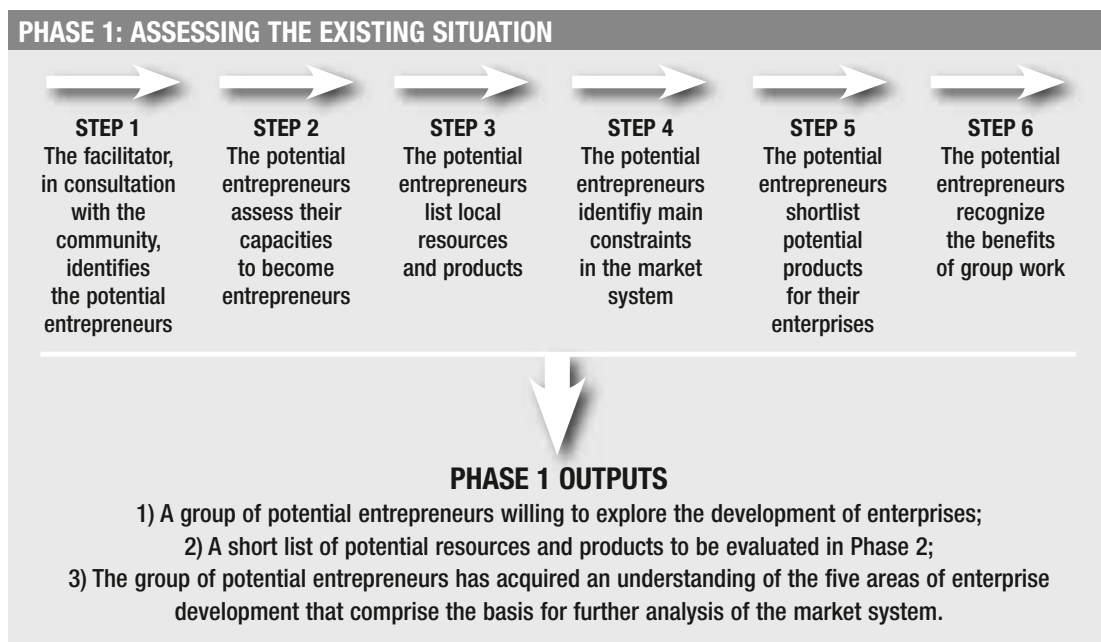 PHASE 1: ASSESSING THE EXISTING SITUATION
STEP 1
The facilitator,
in consultation
with the
community,
identifies
the potential
entrepreneurs
STEP 2
The potential
entrepreneurs
assess their
capacities
to become
entrepreneurs
STEP 3
The potential
entrepreneurs
list local
resources
and products
STEP 4
The potential
entrepreneurs
identifiy main
constraints
in the market
system
STEP 5
The potential
entrepreneurs
shortlist
potential
products
for their
enterprises
STEP 6
The potential
entrepreneurs
recognize
the benefits
of group work
PHASE 1 OUTPUTS
1) A group of potential entrepreneurs willing to explore the development of enterprises;
2) A short list of potential resources and products to be evaluated in Phase 2;
3) The group of potential entrepreneurs has acquired an understanding of the five areas of enterprise
development that comprise the basis for further analysis of the market system.